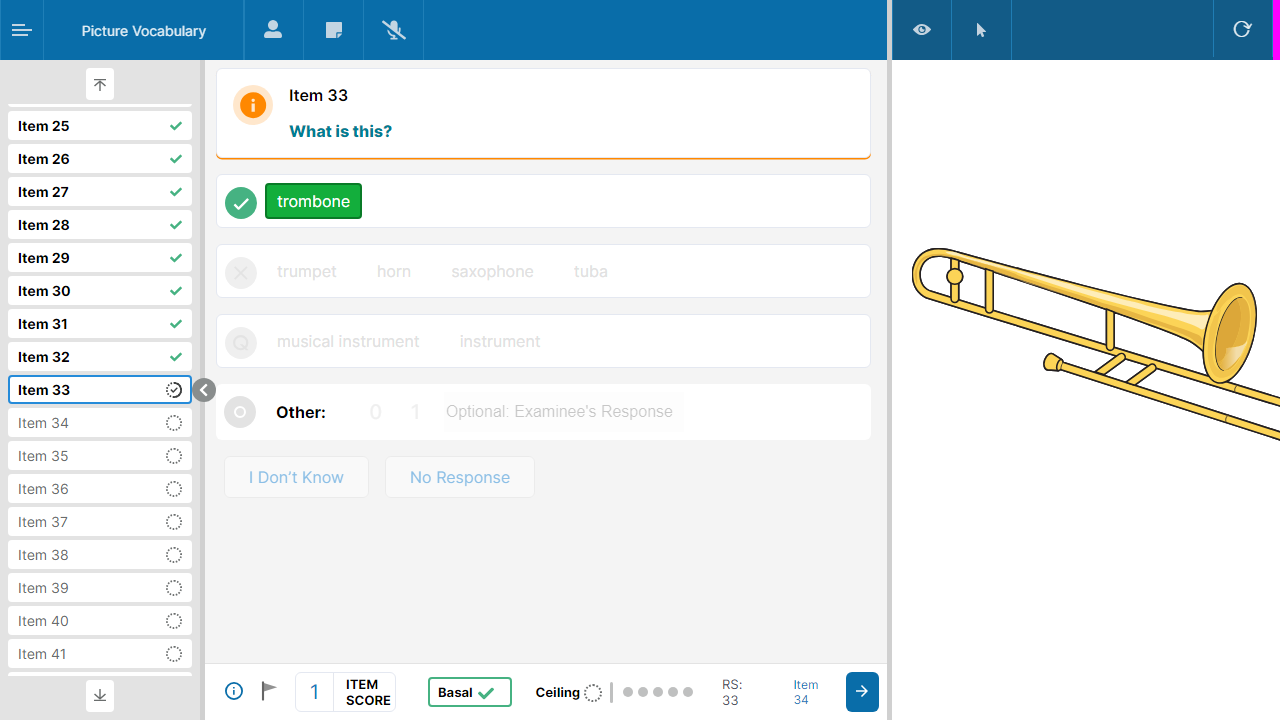 Picture Vocabulary
Item 25
Item 26
Item 27
Item 28
Item 29
Item 30
Item 31
Item 32
Item 33
Item 34
Item 35
Item 36
Item 37
Item 38
Item 39
Item 40
Item 41
Item 33
What is this?
trombone
trumpet horn saxophone tuba
Q musical instrument instrument
O Other: 0 1 Optional: Examinee's Response
I Don't Know No Response
1 ITEM SCORE
Basal
Ceiling
RS: 33
Item 34